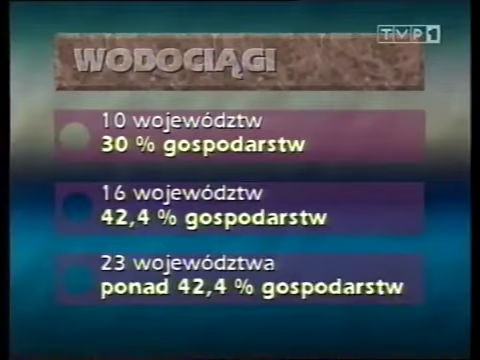 TVP1
WODOCIĄGI
10 województw
30 % gospodarstw
16 województw
42,4 % gospodarstw
23 województwa
ponad 42,4 % gospodarstw